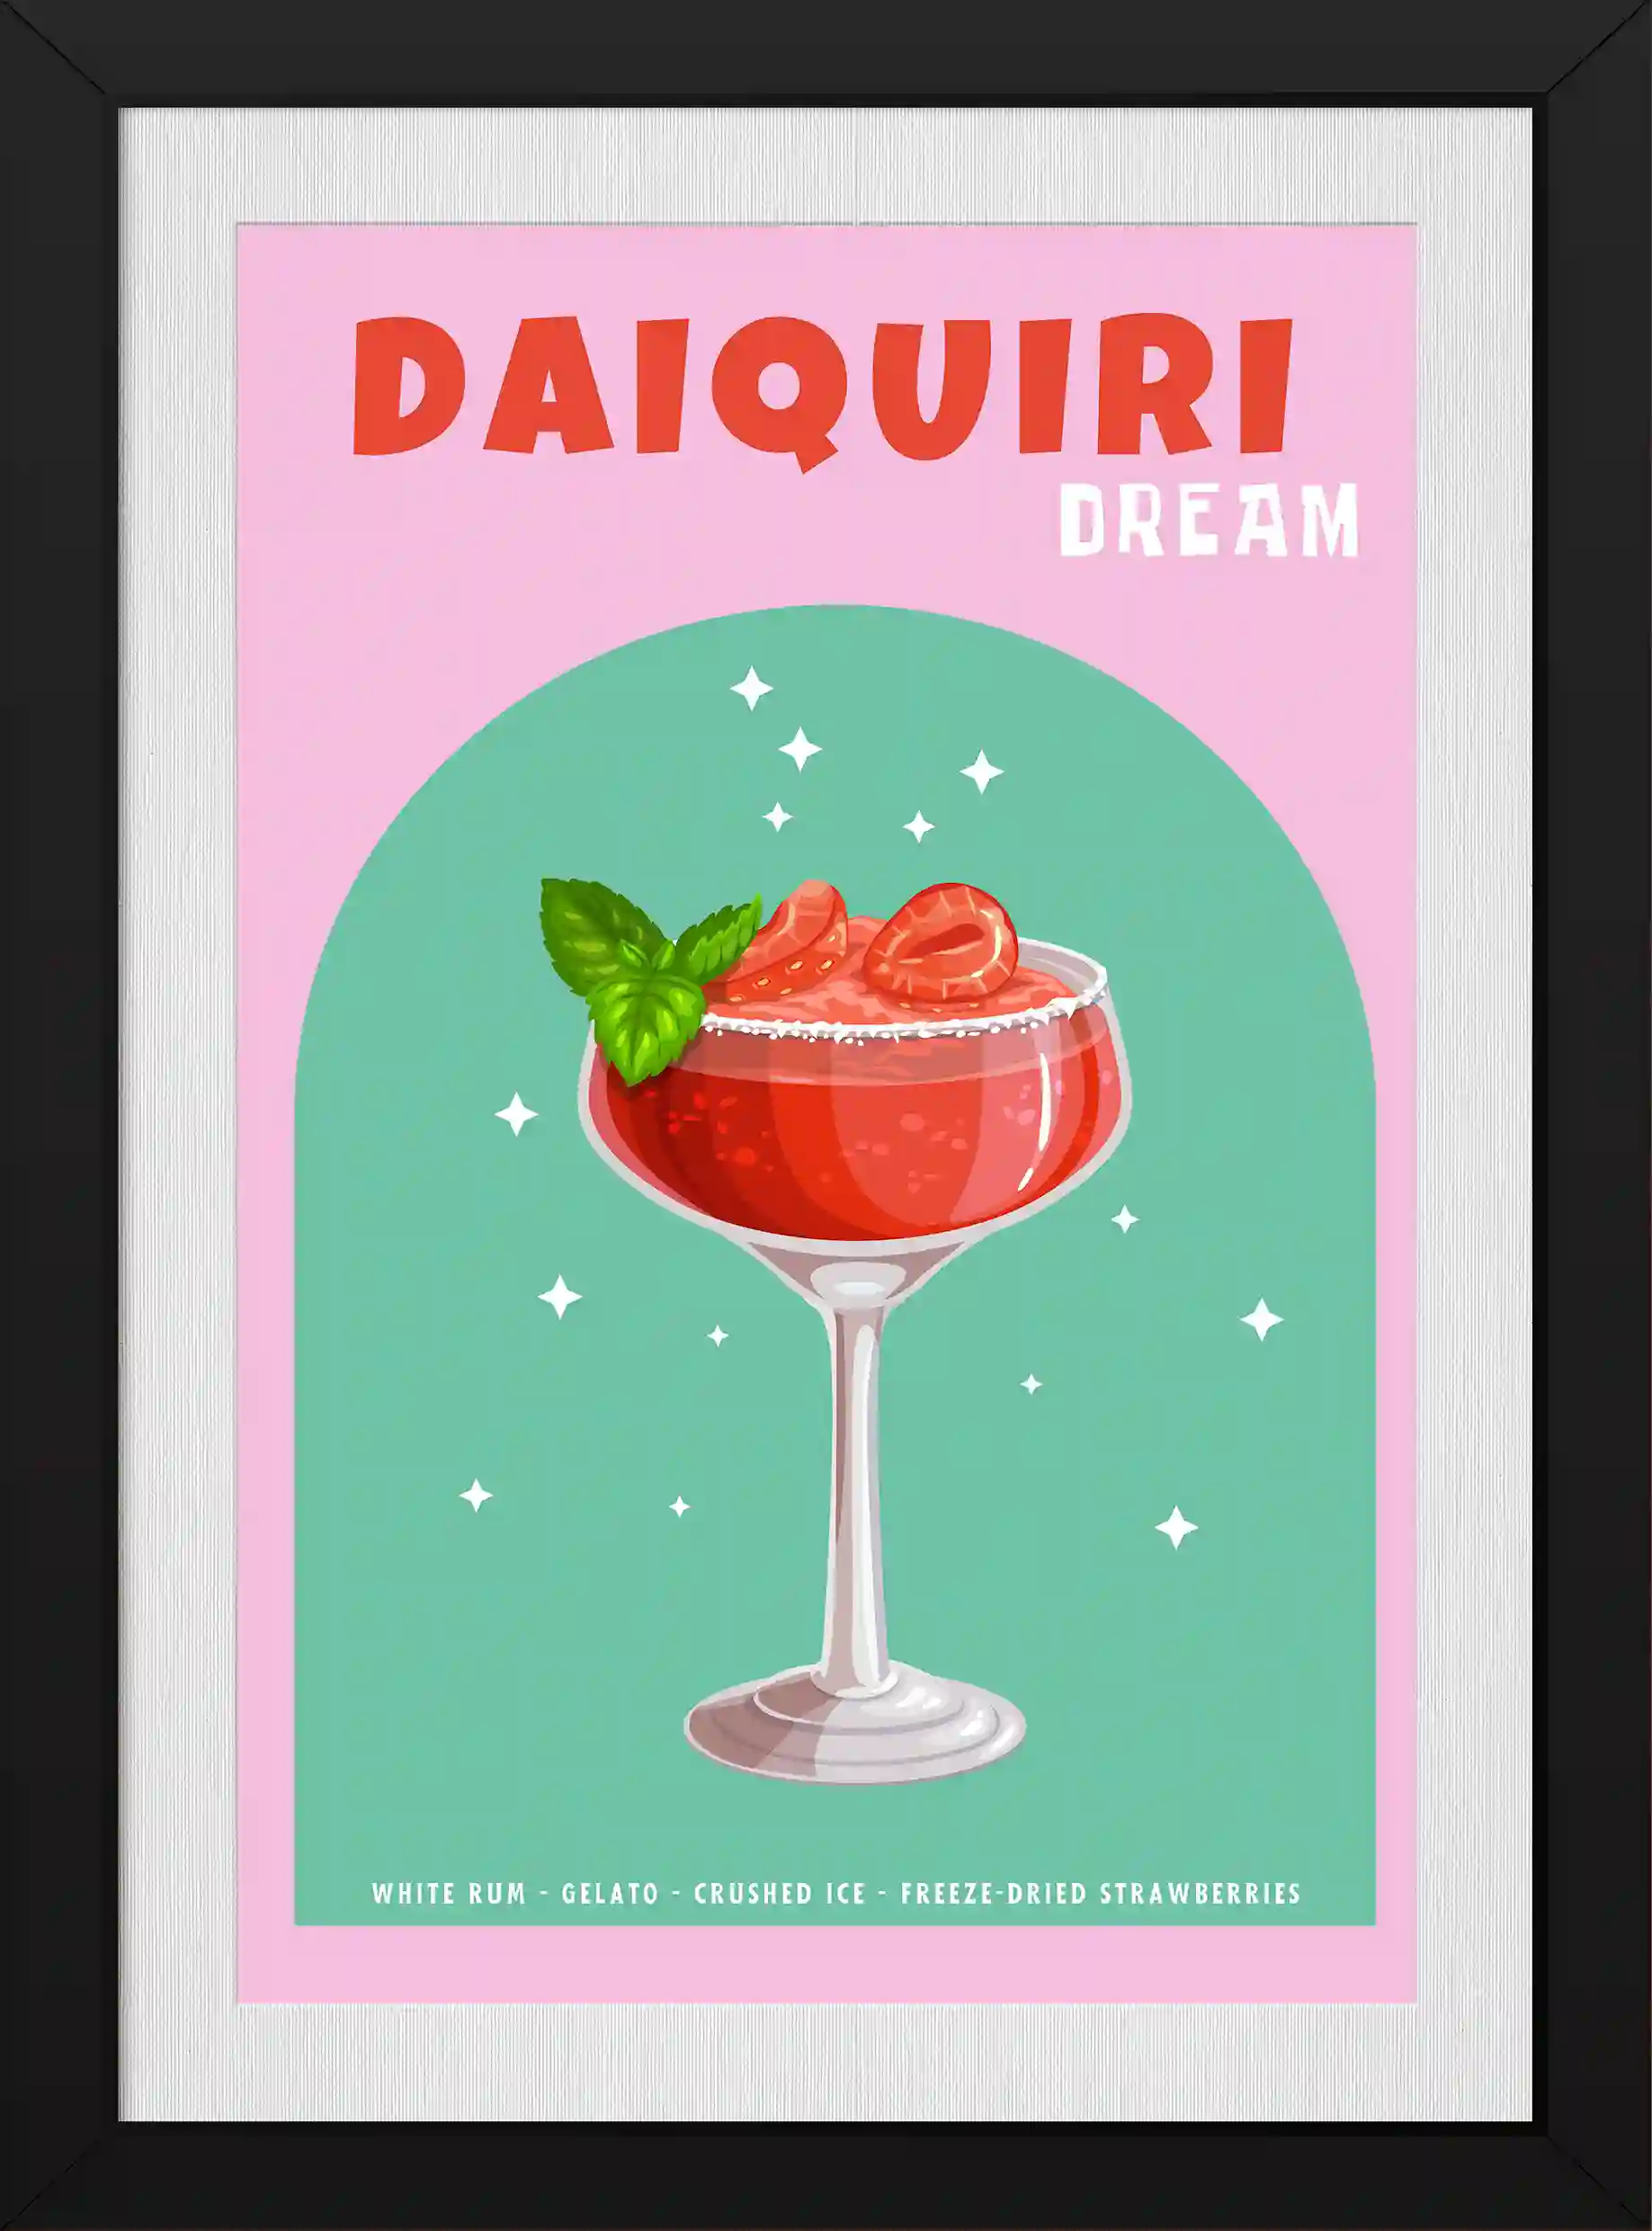 DAIQUIRI
DREAM
WHITE RUM - GELATO - CRUSHED ICE - FREEZE-DRIED STRAWBERRIES